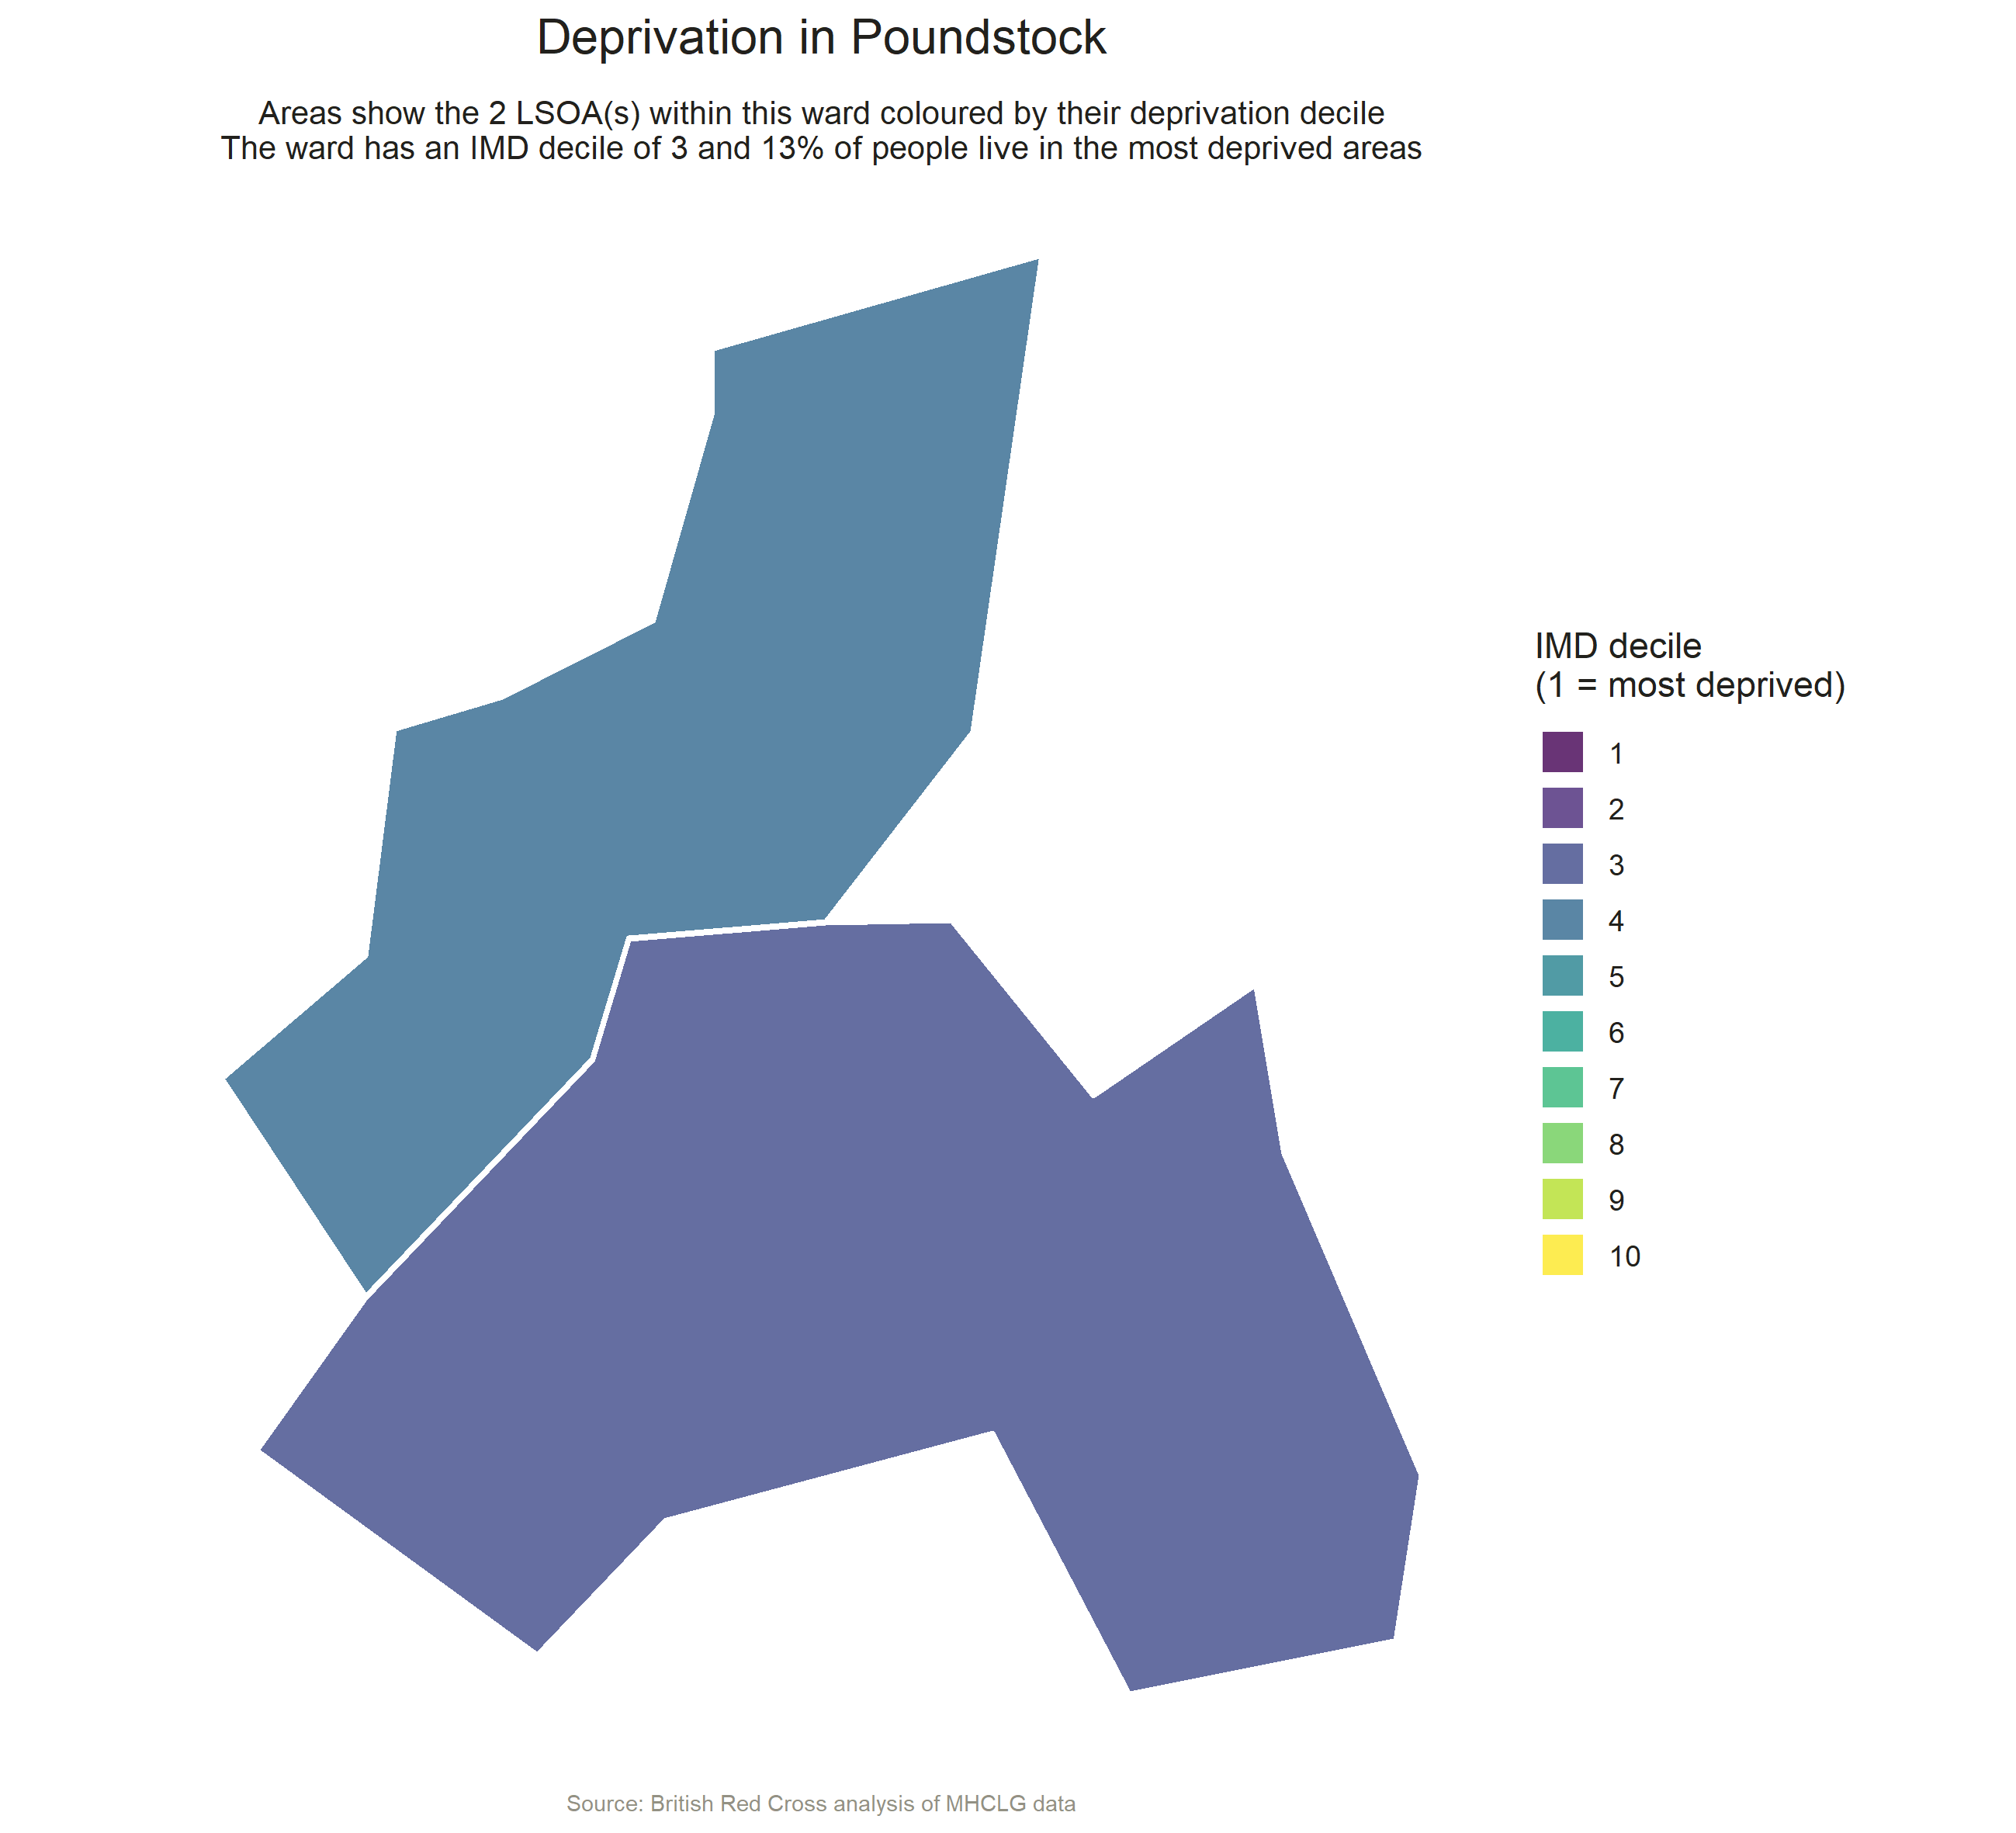 Deprivation in Poundstock
Areas show the 2 LSOA(s) within this ward coloured by their deprivation decile
The ward has an IMD decile of 3 and 13% of people live in the most deprived areas
IMD decile
(1 = most deprived)
1
2
3
4
5
6
7
8
9
10
Source: British Red Cross analysis of MHCLG data